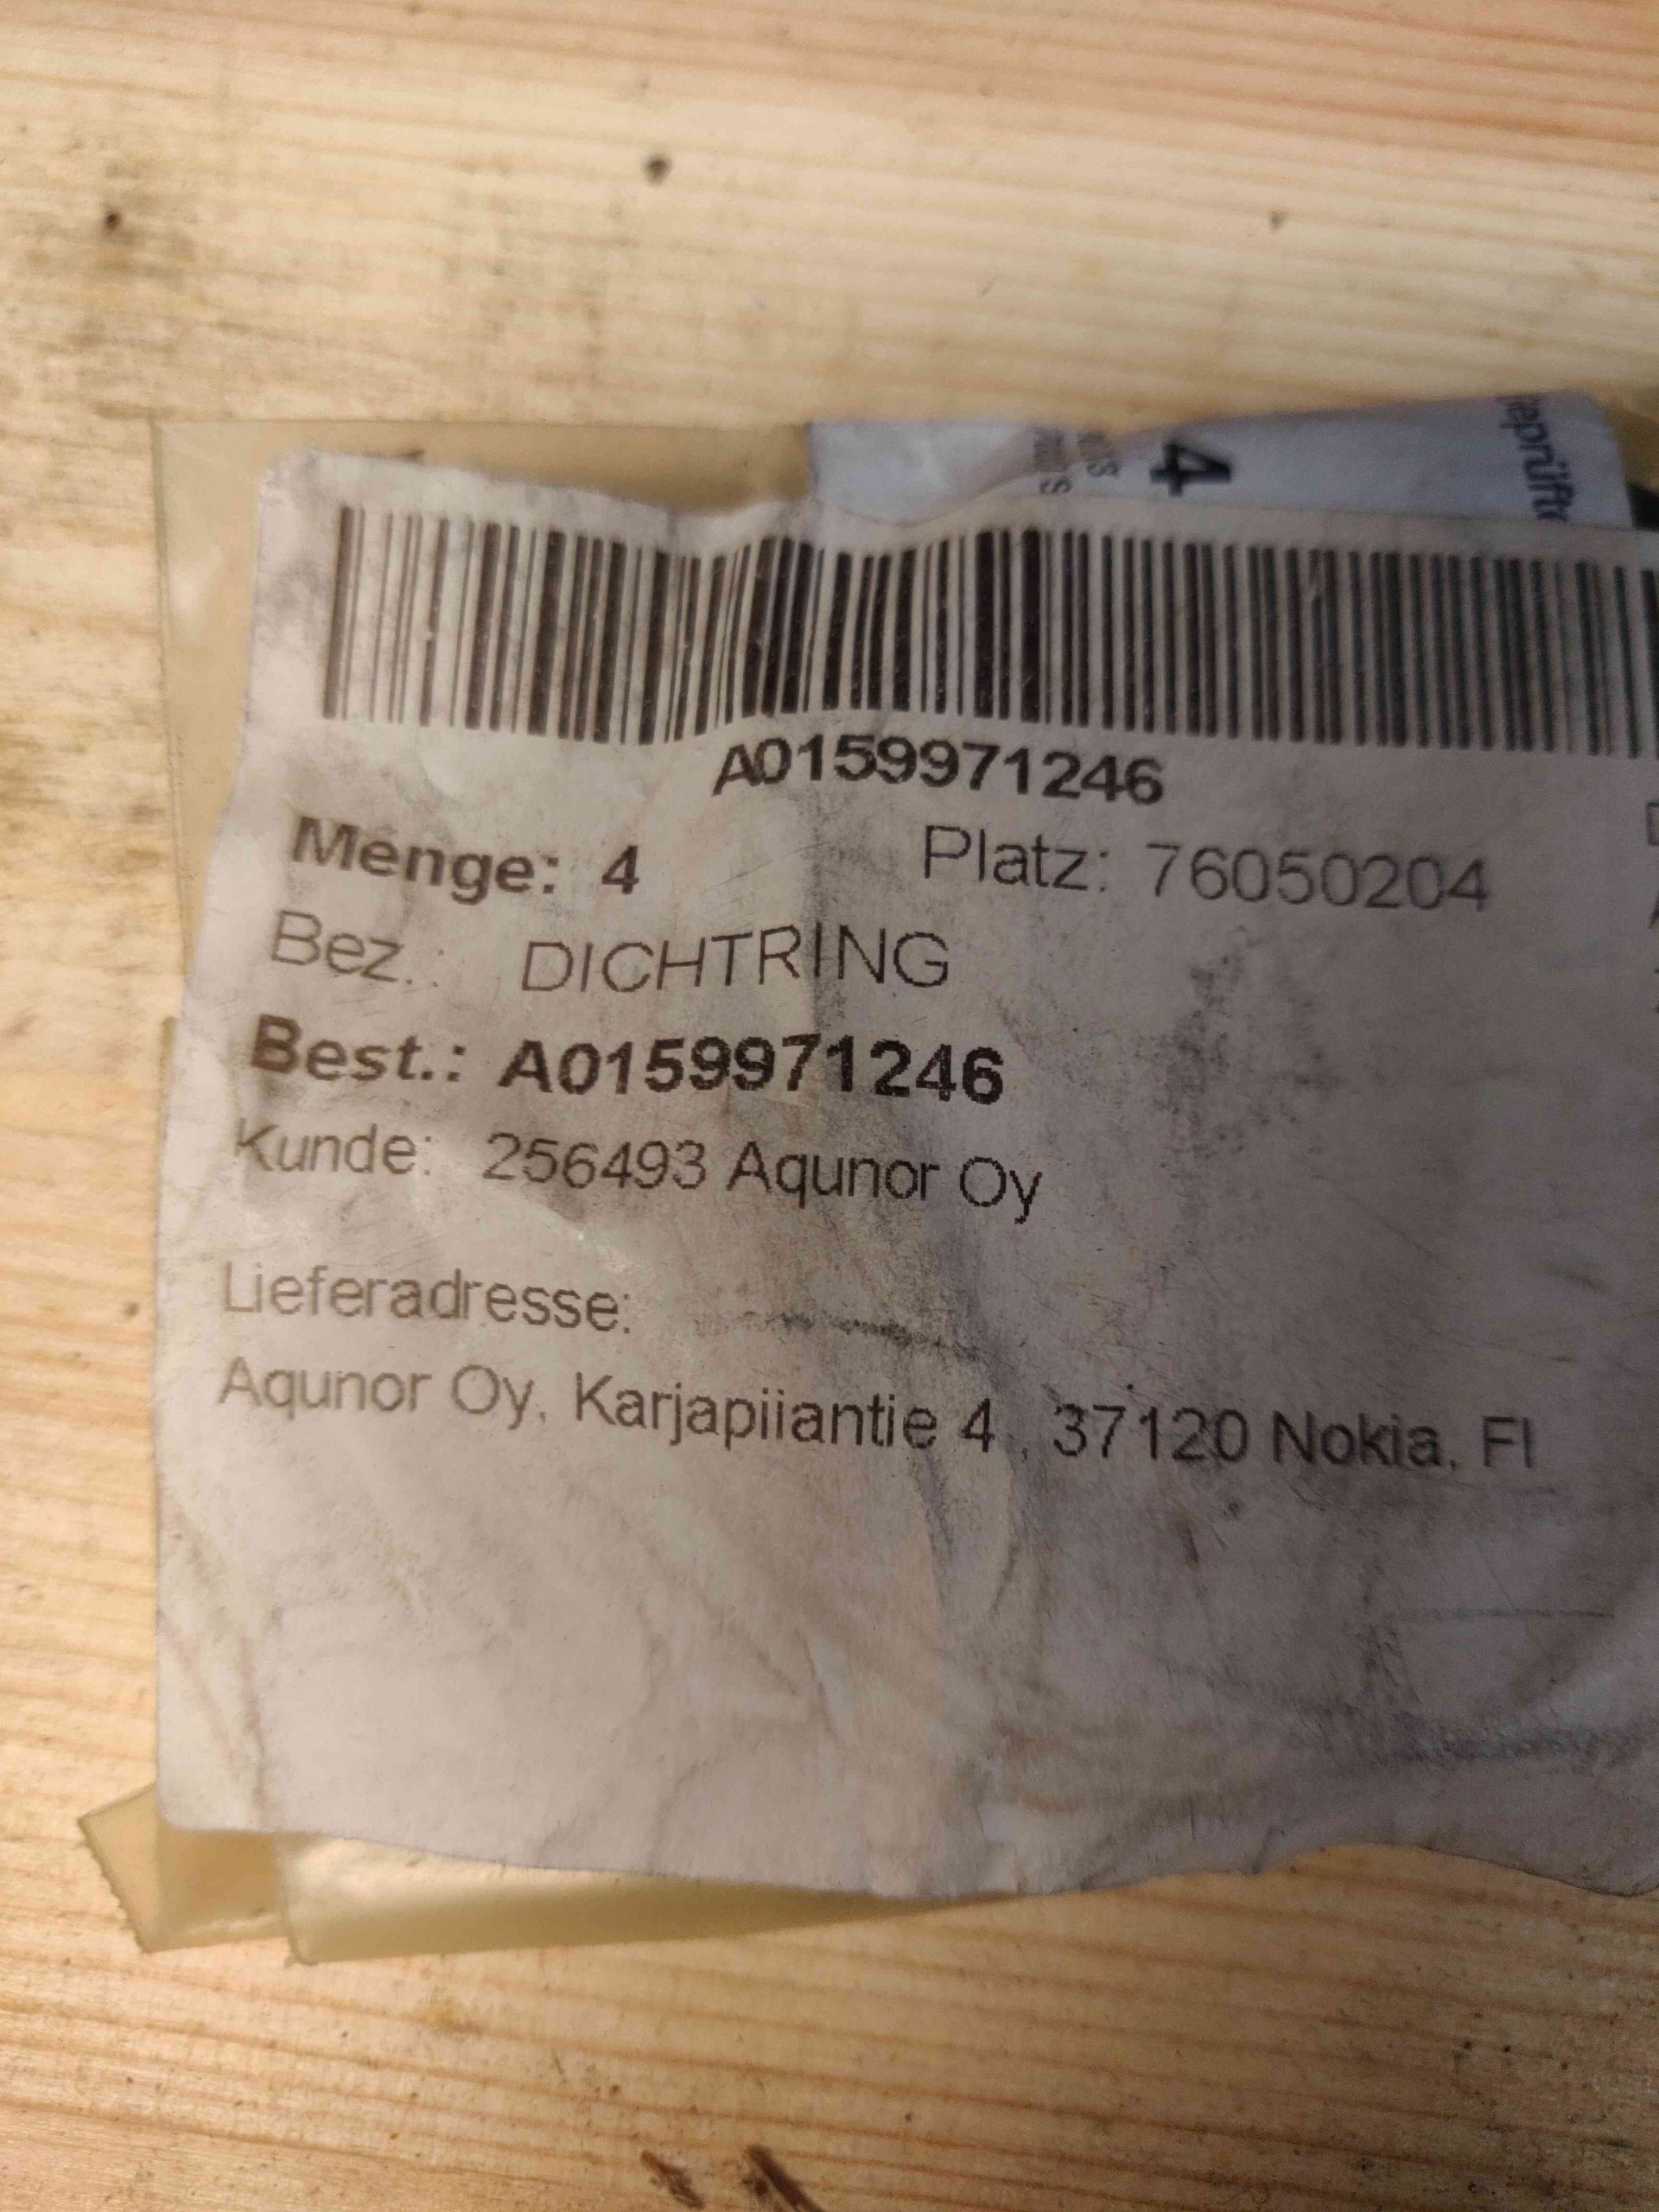 4
A0159971246
Menge: 4 Platz: 76050204
Bez.: DICHTRING
Best.: A0159971246
Kunde: 256493 Aqunor Oy
Lieferadresse:
Aqunor Oy, Karjapiiantie 4 , 37120 Nokia, FI